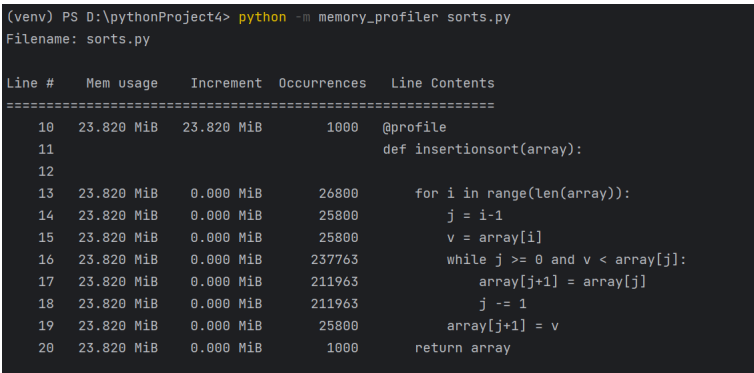 (venv) PS D:\pythonProject4> python -m memory_profiler sorts.py
Filename: sorts.py
Line #    Mem usage    Increment  Occurrences   Line Contents
=============================================================
    10   23.820 MiB   23.820 MiB        1000   @profile
    11                                         def insertionsort(array):
    12
    13   23.820 MiB    0.000 MiB       26800       for i in range(len(array)):
    14   23.820 MiB    0.000 MiB       25800           j = i-1
    15   23.820 MiB    0.000 MiB       25800           v = array[i]
    16   23.820 MiB    0.000 MiB      237763           while j >= 0 and v < array[j]:
    17   23.820 MiB    0.000 MiB      211963               array[j+1] = array[j]
    18   23.820 MiB    0.000 MiB      211963               j -= 1
    19   23.820 MiB    0.000 MiB       25800           array[j+1] = v
    20   23.820 MiB    0.000 MiB        1000       return array